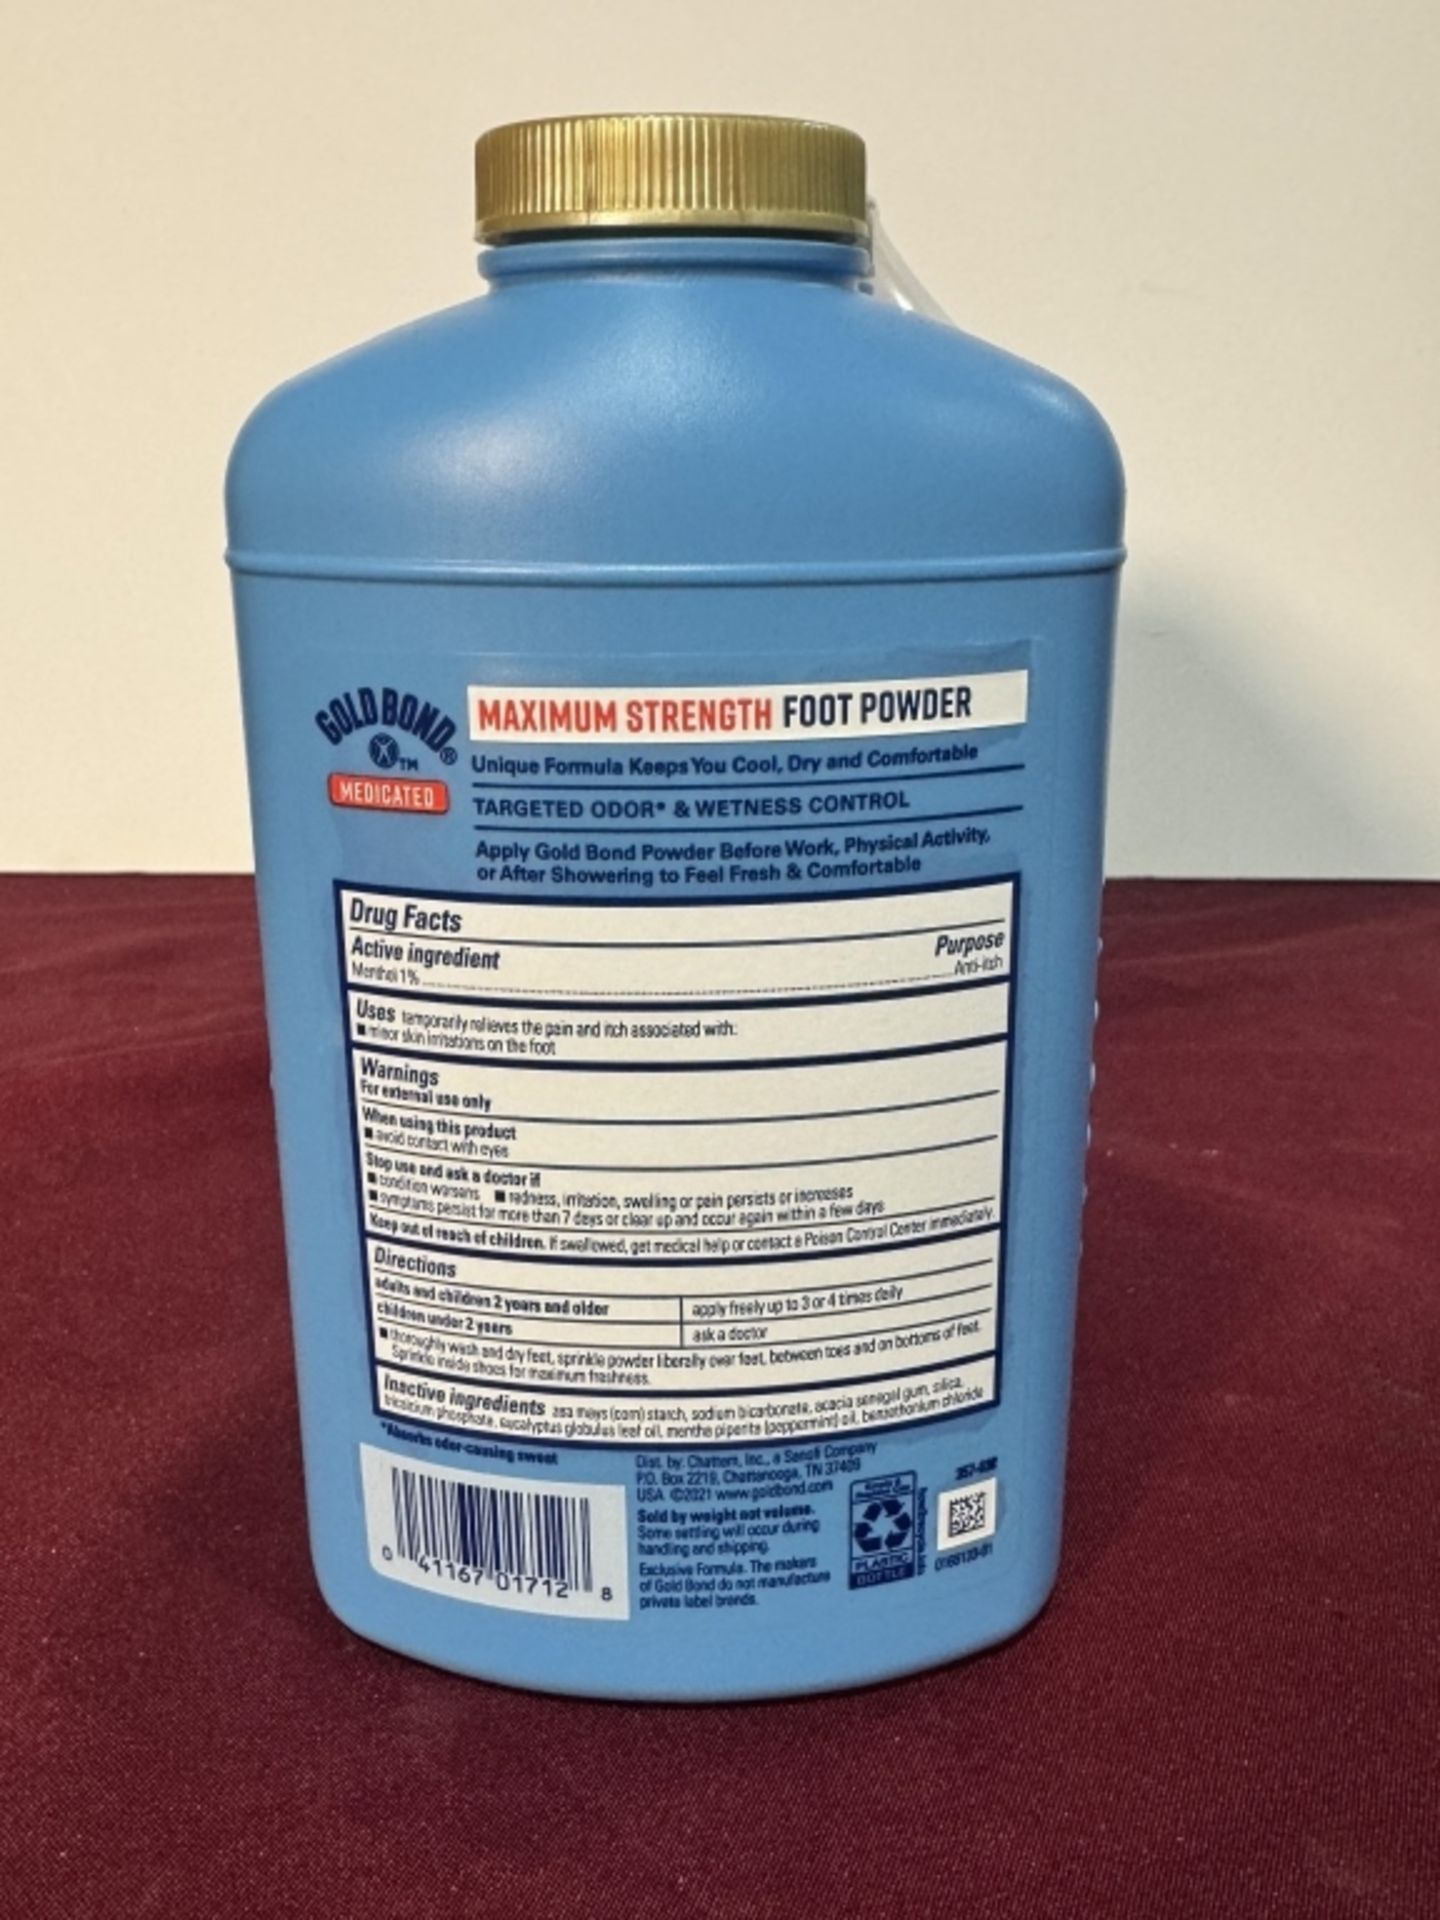 GOLD BOND®
TM
MEDICATED
MAXIMUM STRENGTH FOOT POWDER
Unique Formula Keeps You Cool, Dry and Comfortable
TARGETED ODOR* & WETNESS CONTROL
Apply Gold Bond Powder Before Work, Physical Activity,
or After Showering to Feel Fresh & Comfortable
Drug Facts
Active ingredient Purpose
Menthol 1% Anti-itch
Uses temporarily relieves the pain and itch associated with:
■ minor skin irritations on the foot
Warnings
For external use only
When using this product
■ avoid contact with eyes
Stop use and ask a doctor if
■ condition worsens ■ redness, irritation, swelling or pain persists or increases
■ symptoms persist for more than 7 days or clear up and occur again within a few days
Keep out of reach of children. If swallowed, get medical help or contact a Poison Control Center immediately.
Directions
adults and children 2 years and older apply freely up to 3 or 4 times daily
children under 2 years ask a doctor
■ thoroughly wash and dry feet, sprinkle powder liberally over feet, between toes and on bottoms of feet.
Sprinkle inside shoes for maximum freshness.
Inactive ingredients zea mays (corn) starch, sodium bicarbonate, acacia senegal gum, silica,
tricalcium phosphate, eucalyptus globulus leaf oil, mentha piperita (peppermint) oil, benzethonium chloride
*Absorbs odor-causing sweat
0 41167 01712 8
Dist. by: Chattem, Inc., a Sanofi Company
P.O. Box 2219, Chattanooga, TN 37409
USA ©2021 www.goldbond.com
Sold by weight not volume.
Some settling will occur during
handling and shipping.
Exclusive Formula. The makers
of Gold Bond do not manufacture
private label brands.
PLASTIC
BOTTLE